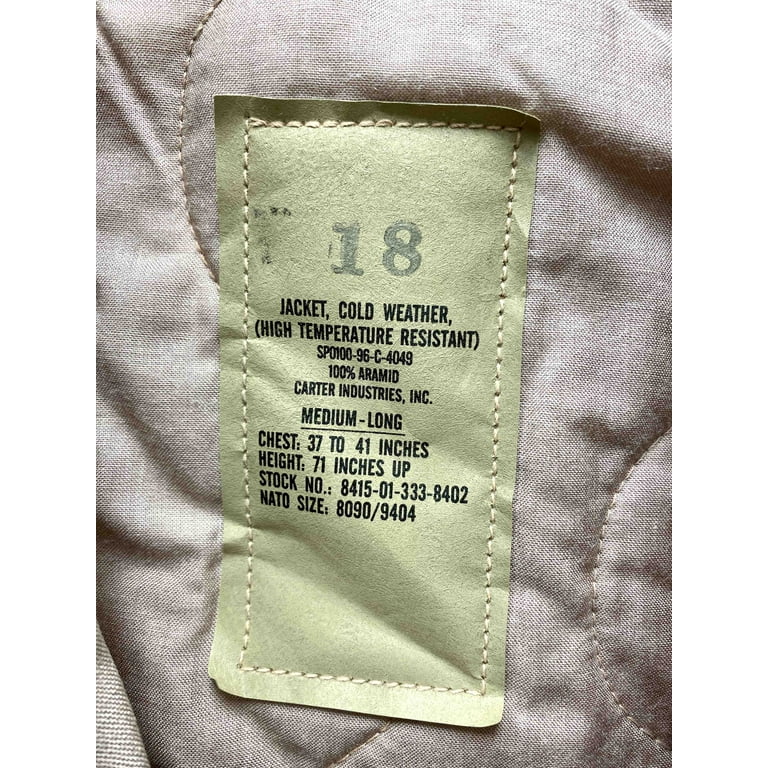 18
JACKET, COLD WEATHER,
(HIGH TEMPERATURE RESISTANT)
SPO100-96-C-4049
100% ARAMID
CARTER INDUSTRIES, INC.
MEDIUM-LONG
CHEST: 37 TO 41 INCHES
HEIGHT: 71 INCHES UP
STOCK NO.: 8415-01-333-8402
NATO SIZE: 8090/9404